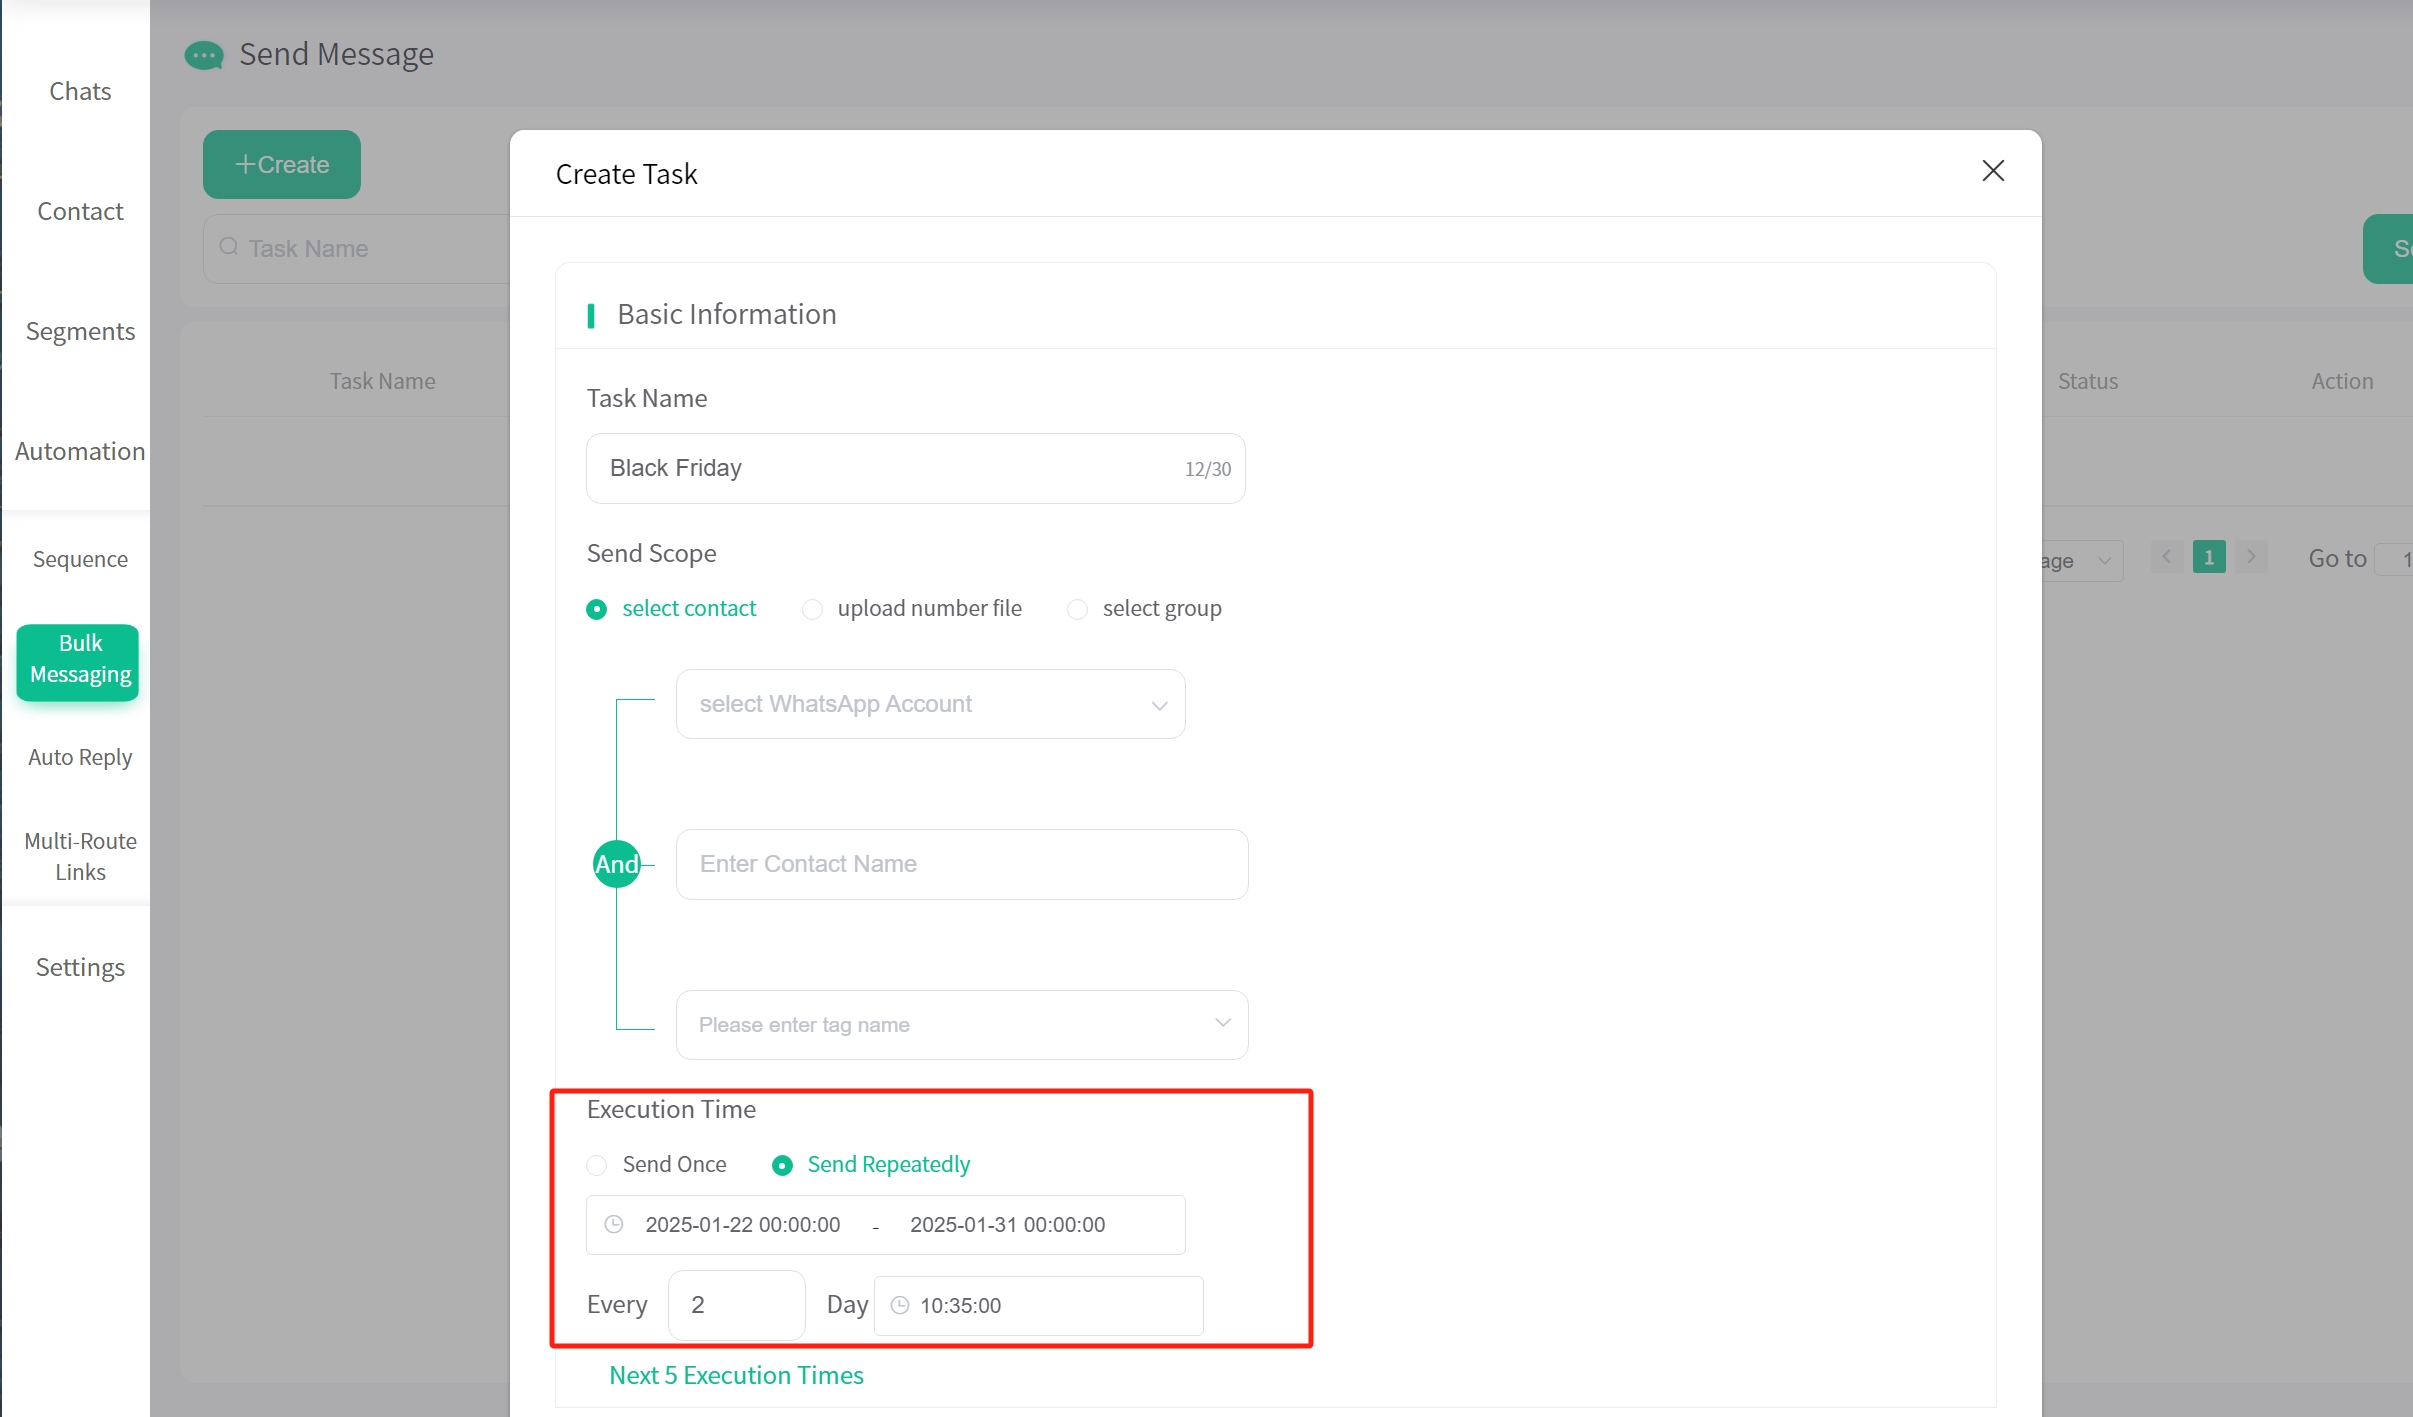 Send Message
Chats
Contact
Segments
Automation
Sequence
Bulk
Messaging
Auto Reply
Multi-Route
Links
Settings
+Create
Task Name
Task Name
Status
Action
1
Go to
Create Task
Basic Information
Task Name
Black Friday 12/30
Send Scope
select contact upload number file select group
select WhatsApp Account
And
Enter Contact Name
Please enter tag name
Execution Time
Send Once Send Repeatedly
2025-01-22 00:00:00 - 2025-01-31 00:00:00
Every 2 Day 10:35:00
Next 5 Execution Times